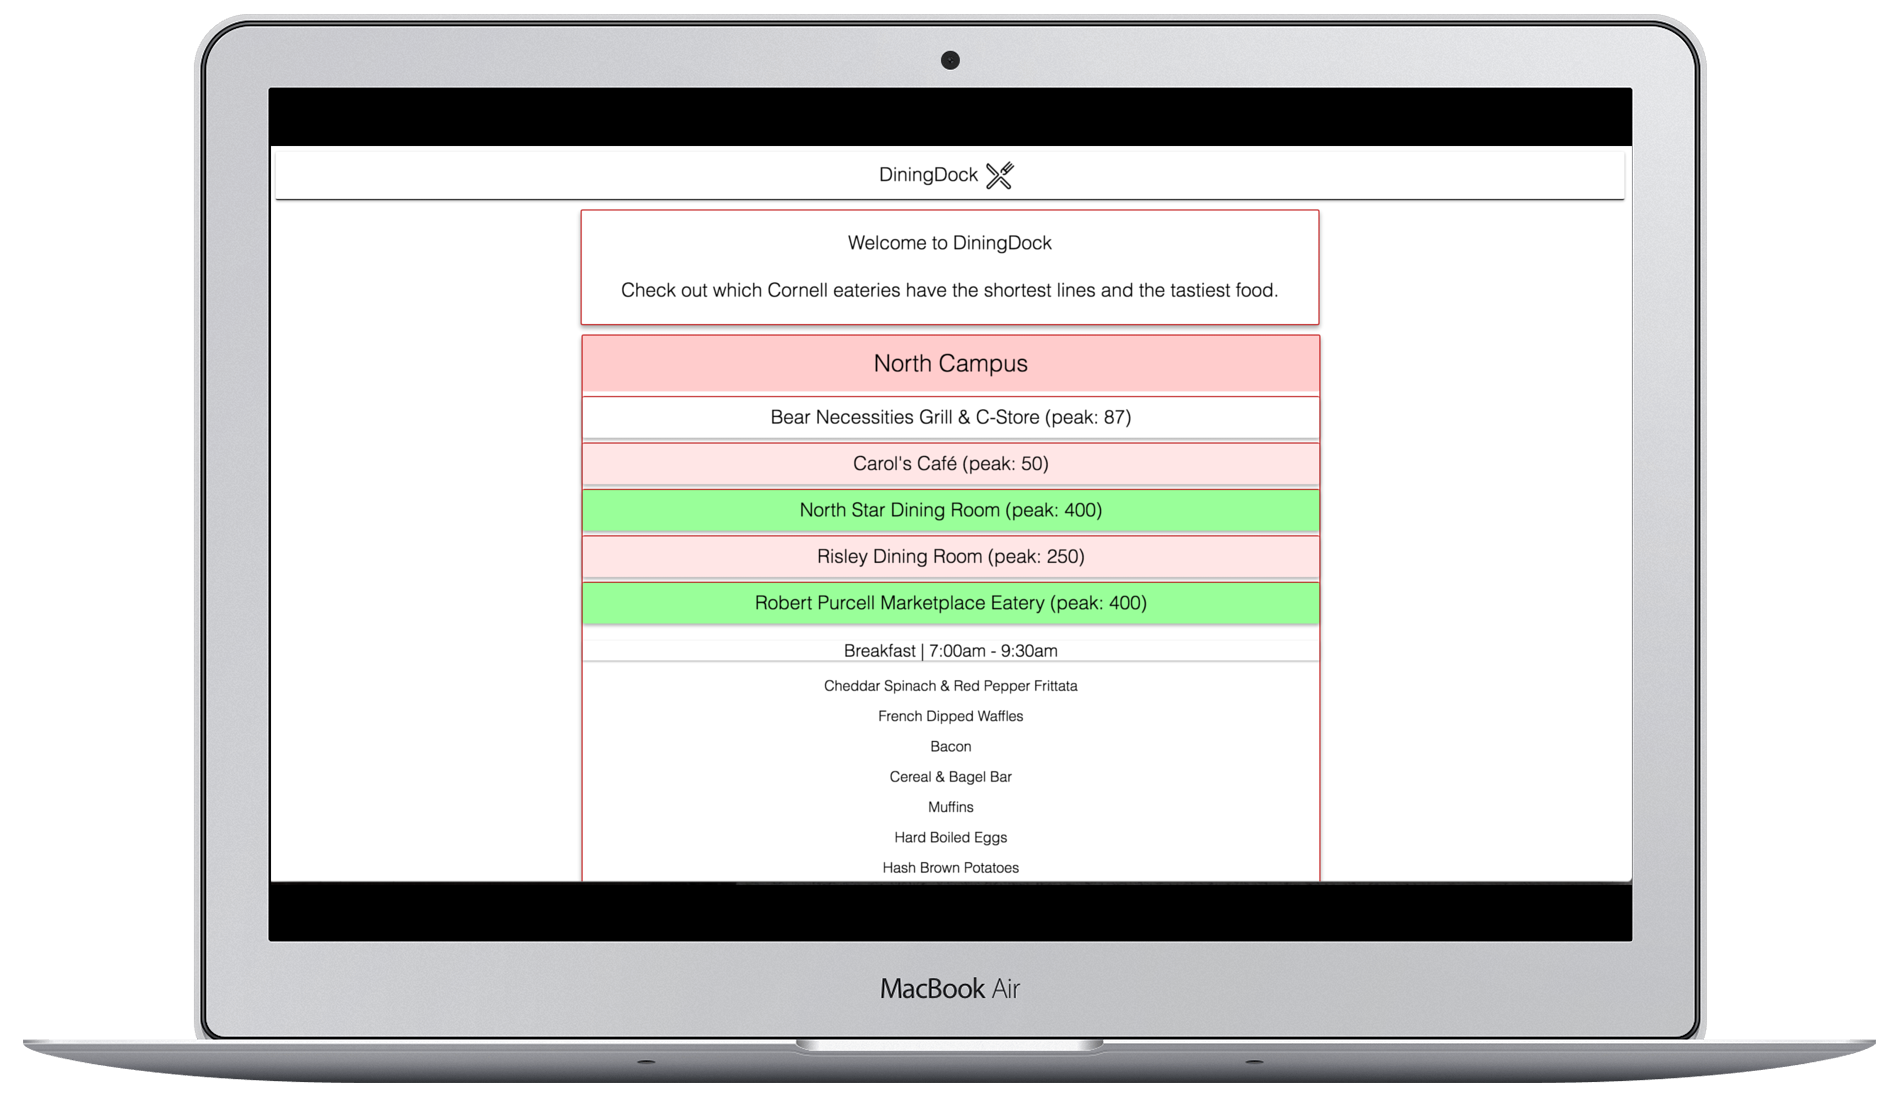 DiningDock
Welcome to DiningDock
Check out which Cornell eateries have the shortest lines and the tastiest food.
North Campus
Bear Necessities Grill & C-Store (peak: 87)
Carol's Café (peak: 50)
North Star Dining Room (peak: 400)
Risley Dining Room (peak: 250)
Robert Purcell Marketplace Eatery (peak: 400)
Breakfast | 7:00am - 9:30am
Cheddar Spinach & Red Pepper Frittata
French Dipped Waffles
Bacon
Cereal & Bagel Bar
Muffins
Hard Boiled Eggs
Hash Brown Potatoes
MacBook Air